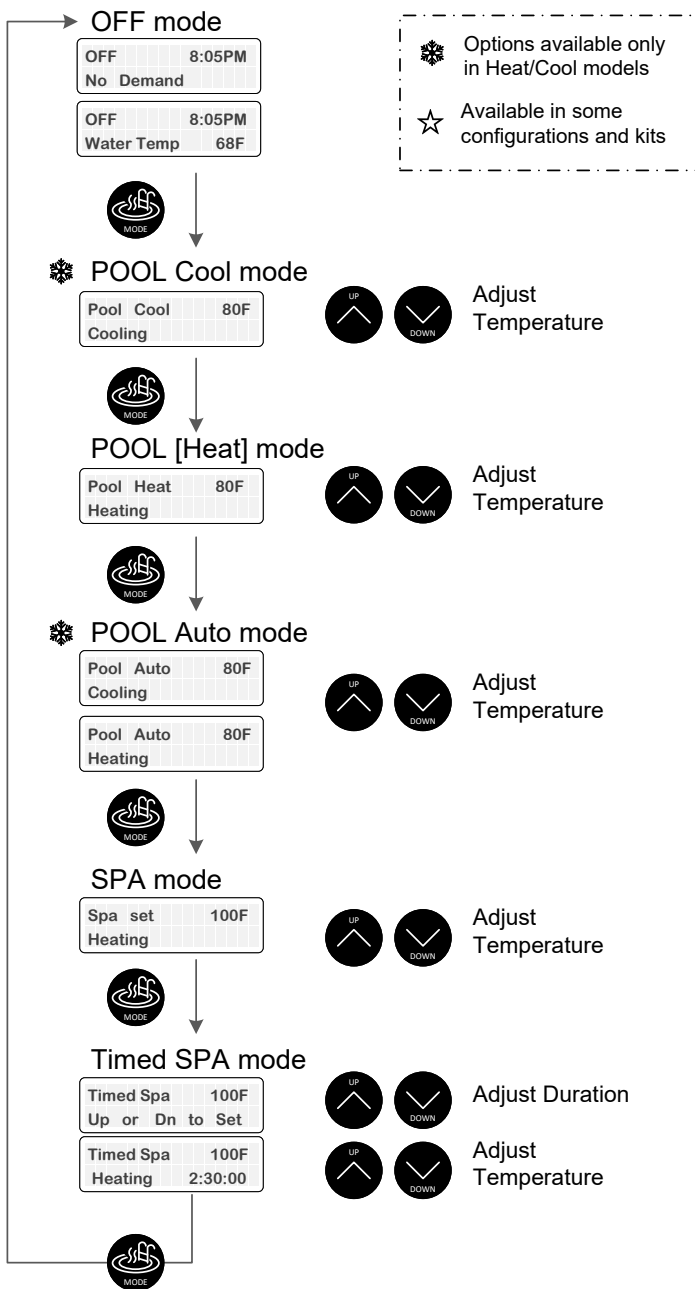 OFF mode
OFF 8:05PM
No Demand
OFF 8:05PM
Water Temp 68F
Options available only
in Heat/Cool models
Available in some
configurations and kits
MODE
POOL Cool mode
Pool Cool 80F
Cooling
UP
DOWN
Adjust
Temperature
MODE
POOL [Heat] mode
Pool Heat 80F
Heating
UP
DOWN
Adjust
Temperature
MODE
POOL Auto mode
Pool Auto 80F
Cooling
Pool Auto 80F
Heating
UP
DOWN
Adjust
Temperature
MODE
SPA mode
Spa set 100F
Heating
UP
DOWN
Adjust
Temperature
MODE
Timed SPA mode
Timed Spa 100F
Up or Dn to Set
UP
DOWN
Adjust Duration
Timed Spa 100F
Heating 2:30:00
UP
DOWN
Adjust
Temperature
MODE